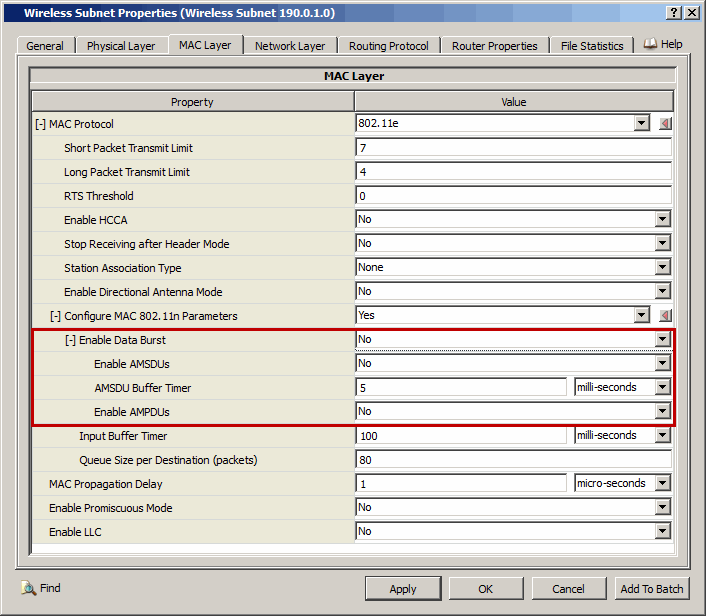 Wireless Subnet Properties (Wireless Subnet 190.0.1.0)
General Physical Layer MAC Layer Network Layer Routing Protocol Router Properties File Statistics Help
MAC Layer
Property Value
[-] MAC Protocol 802.11e
Short Packet Transmit Limit 7
Long Packet Transmit Limit 4
RTS Threshold 0
Enable HCCA No
Stop Receiving after Header Mode No
Station Association Type None
Enable Directional Antenna Mode No
[-] Configure MAC 802.11n Parameters Yes
[-] Enable Data Burst No
Enable AMSDUs No
AMSDU Buffer Timer 5 milli-seconds
Enable AMPDUs No
Input Buffer Timer 100 milli-seconds
Queue Size per Destination (packets) 80
MAC Propagation Delay 1 micro-seconds
Enable Promiscuous Mode No
Enable LLC No
Find Apply OK Cancel Add To Batch